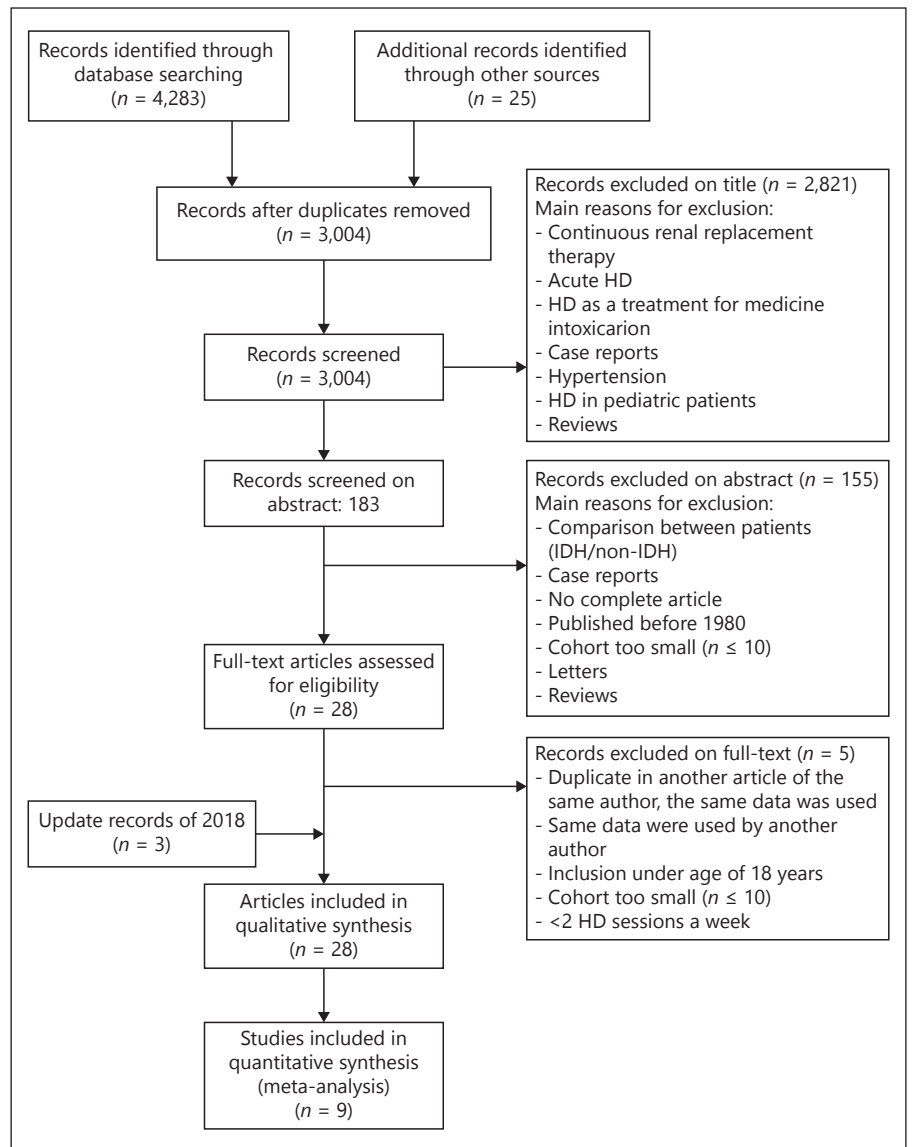 Records identified through
database searching
(n = 4,283)
Additional records identified
through other sources
(n = 25)
Records after duplicates removed
(n = 3,004)
Records excluded on title (n = 2,821)
Main reasons for exclusion:
- Continuous renal replacement
therapy
- Acute HD
- HD as a treatment for medicine
intoxicarion
- Case reports
- Hypertension
- HD in pediatric patients
- Reviews
Records screened
(n = 3,004)
Records screened on
abstract: 183
Records excluded on abstract (n = 155)
Main reasons for exclusion:
- Comparison between patients
(IDH/non-IDH)
- Case reports
- No complete article
- Published before 1980
- Cohort too small (n ≤ 10)
- Letters
- Reviews
Full-text articles assessed
for eligibility
(n = 28)
Records excluded on full-text (n = 5)
- Duplicate in another article of the
same author, the same data was used
- Same data were used by another
author
- Inclusion under age of 18 years
- Cohort too small (n ≤ 10)
- <2 HD sessions a week
Update records of 2018
(n = 3)
Articles included in
qualitative synthesis
(n = 28)
Studies included in
quantitative synthesis
(meta-analysis)
(n = 9)